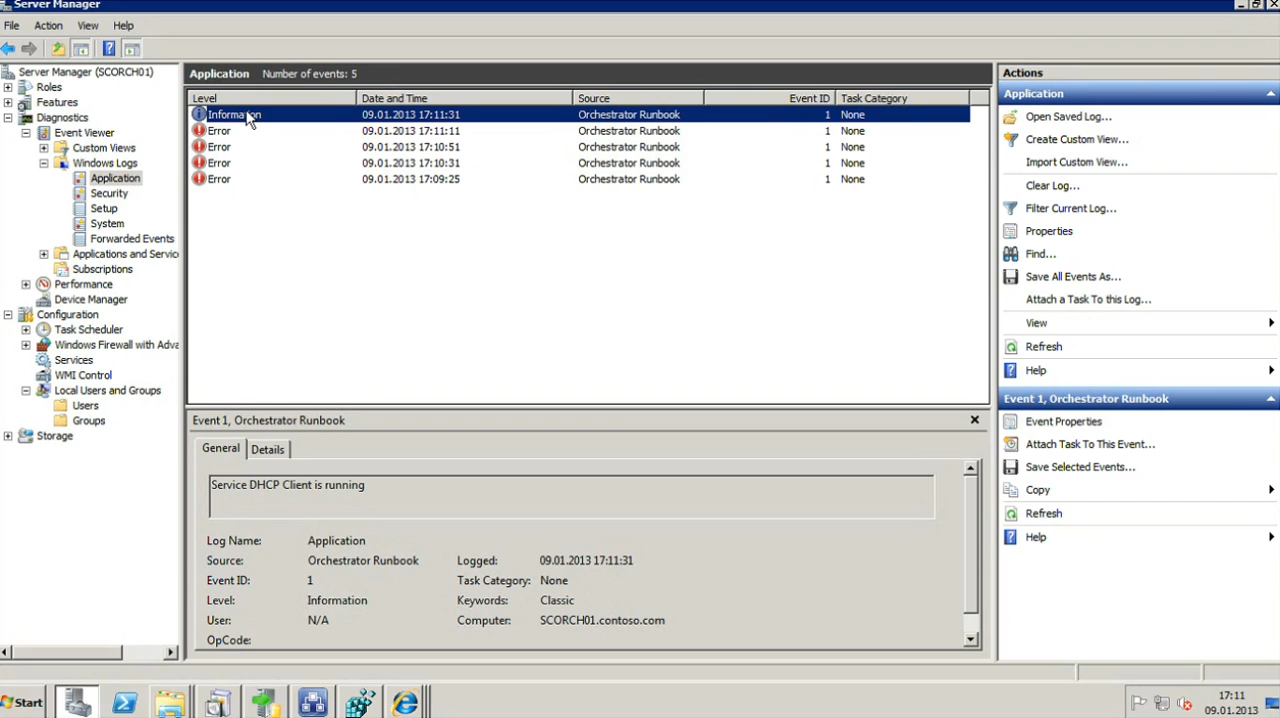 Server Manager
File Action View Help
Server Manager (SCORCH01)
Roles
Features
Diagnostics
Event Viewer
Custom Views
Windows Logs
Application
Security
Setup
System
Forwarded Events
Applications and Servic
Subscriptions
Performance
Device Manager
Configuration
Task Scheduler
Windows Firewall with Adva
Services
WMI Control
Local Users and Groups
Users
Groups
Storage
Application Number of events: 5
Level Date and Time Source Event ID Task Category
Information 09.01.2013 17:11:31 Orchestrator Runbook 1 None
Error 09.01.2013 17:11:11 Orchestrator Runbook 1 None
Error 09.01.2013 17:10:51 Orchestrator Runbook 1 None
Error 09.01.2013 17:10:31 Orchestrator Runbook 1 None
Error 09.01.2013 17:09:25 Orchestrator Runbook 1 None
Event 1, Orchestrator Runbook
General Details
Service DHCP Client is running
Log Name: Application
Source: Orchestrator Runbook Logged: 09.01.2013 17:11:31
Event ID: 1 Task Category: None
Level: Information Keywords: Classic
User: N/A Computer: SCORCH01.contoso.com
OpCode:
Actions
Application
Open Saved Log...
Create Custom View...
Import Custom View...
Clear Log...
Filter Current Log...
Properties
Find...
Save All Events As...
Attach a Task To this Log...
View
Refresh
Help
Event 1, Orchestrator Runbook
Event Properties
Attach Task To This Event...
Save Selected Events...
Copy
Refresh
Help
Start
17:11
09.01.2013